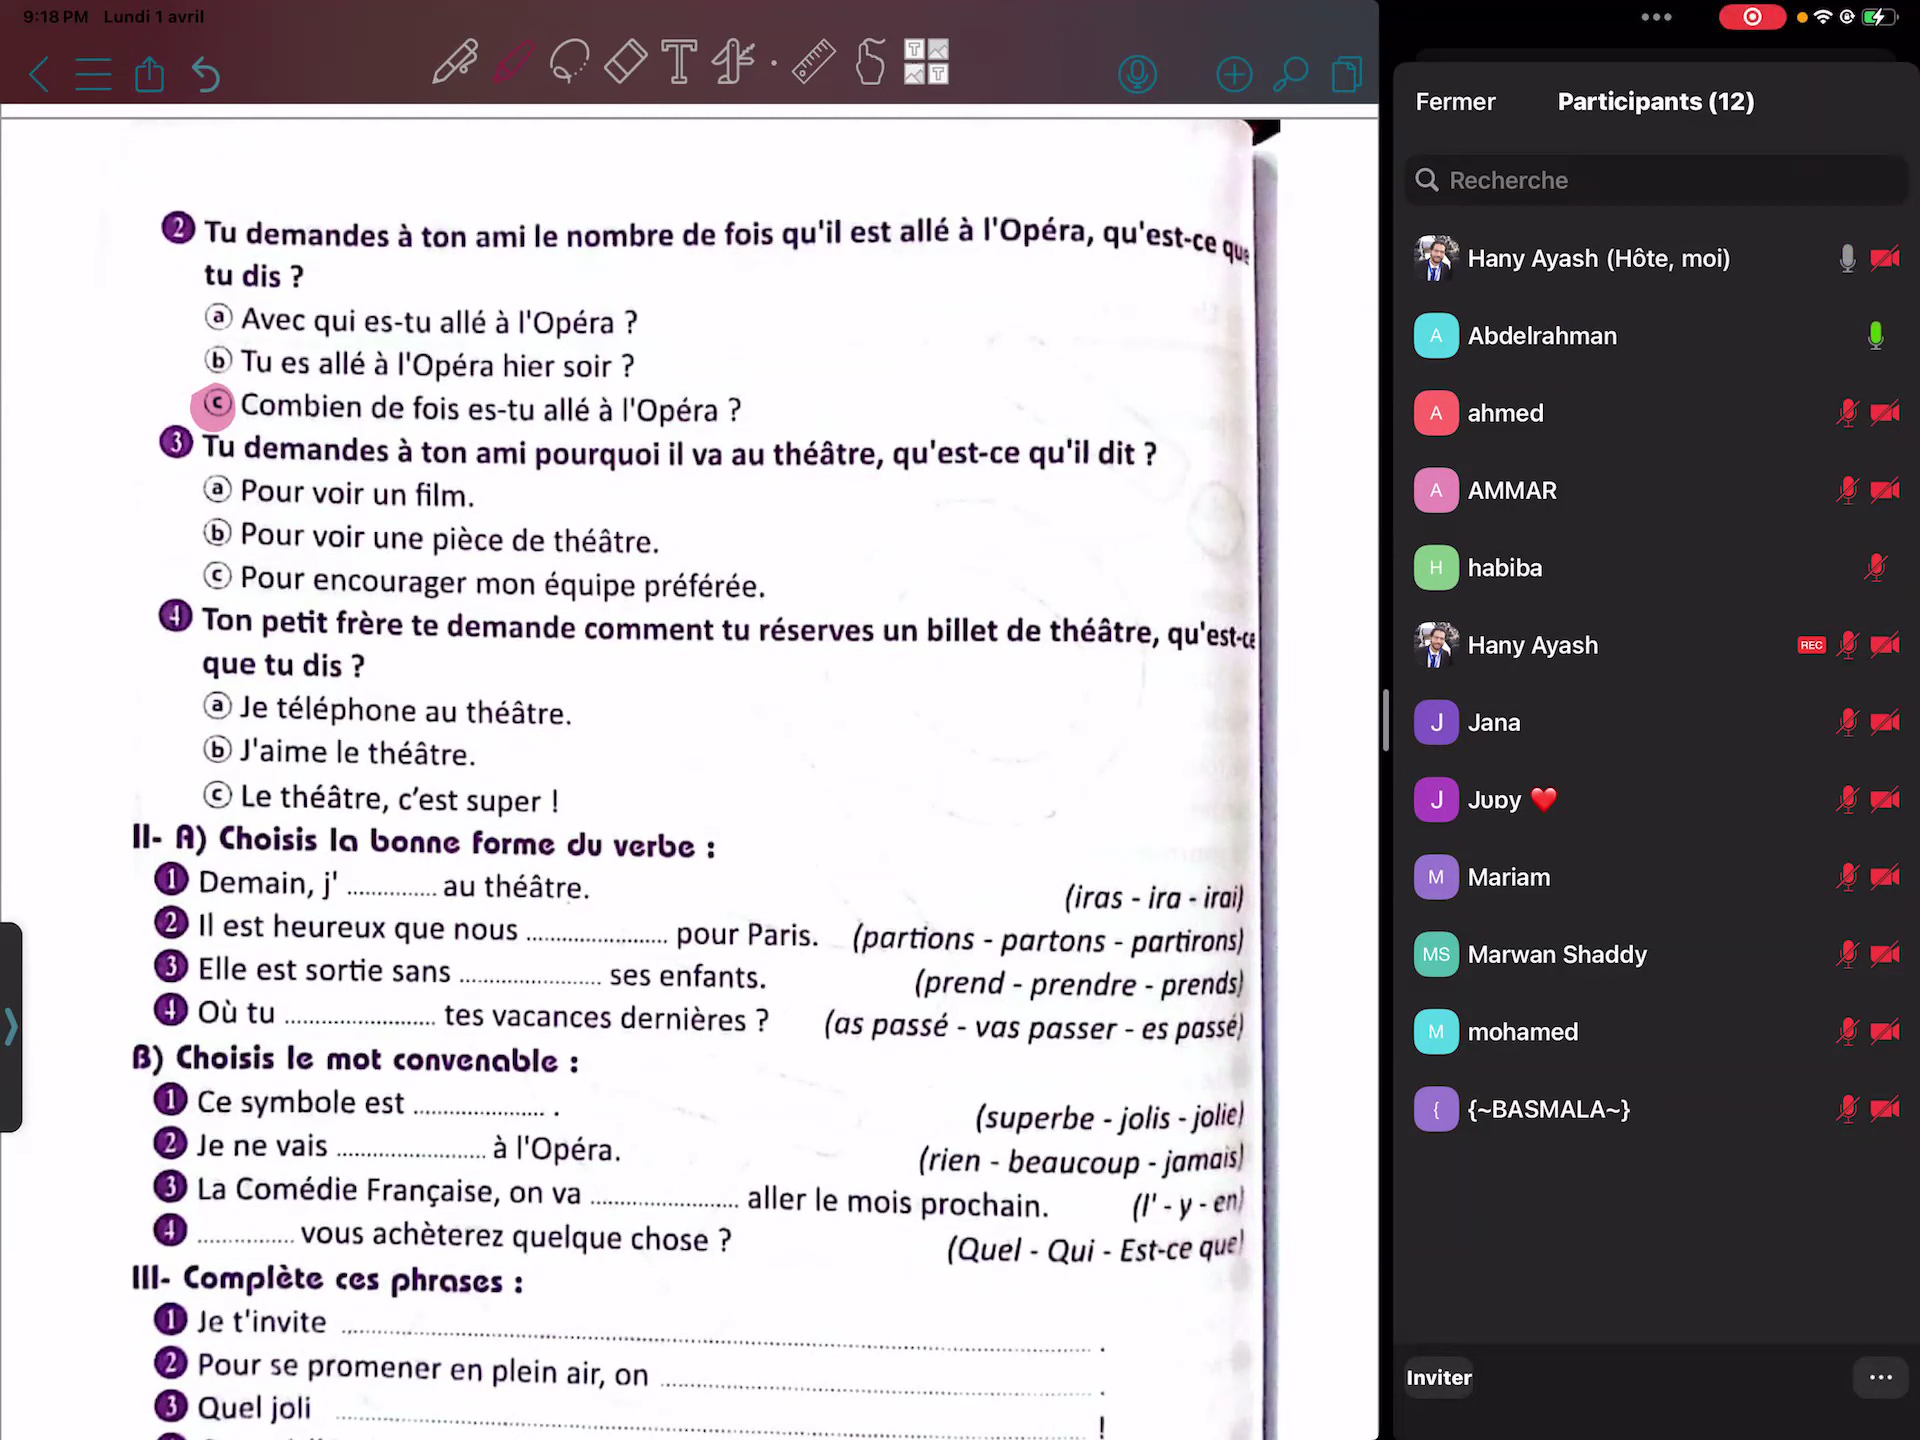 9:18 PM Lundi 1 avril
2 Tu demandes à ton ami le nombre de fois qu'il est allé à l'Opéra, qu'est-ce que
tu dis ?
a Avec qui es-tu allé à l'Opéra ?
b Tu es allé à l'Opéra hier soir ?
c Combien de fois es-tu allé à l'Opéra ?
3 Tu demandes à ton ami pourquoi il va au théâtre, qu'est-ce qu'il dit ?
a Pour voir un film.
b Pour voir une pièce de théâtre.
c Pour encourager mon équipe préférée.
4 Ton petit frère te demande comment tu réserves un billet de théâtre, qu'est-ce
que tu dis ?
a Je téléphone au théâtre.
b J'aime le théâtre.
c Le théâtre, c'est super !
II- A) Choisis la bonne forme du verbe :
1 Demain, j' .............. au théâtre. (iras - ira - irai)
2 Il est heureux que nous ...................... pour Paris. (partions - partons - partirons)
3 Elle est sortie sans ...................... ses enfants. (prend - prendre - prends)
4 Où tu ...................... tes vacances dernières ? (as passé - vas passer - es passé)
B) Choisis le mot convenable :
1 Ce symbole est .................... . (superbe - jolis - jolie)
2 Je ne vais ...................... à l'Opéra. (rien - beaucoup - jamais)
3 La Comédie Française, on va ...................... aller le mois prochain. (l' - y - en)
4 .............. vous achèterez quelque chose ? (Quel - Qui - Est-ce que)
III- Complète ces phrases :
1 Je t'invite ........................................ .
2 Pour se promener en plein air, on ........................................ .
3 Quel joli ........................................ !
Fermer
Participants (12)
Recherche
Hany Ayash (Hôte, moi)
A Abdelrahman
A ahmed
A AMMAR
H habiba
Hany Ayash REC
J Jana
J Juɒy ❤️
M Mariam
MS Marwan Shaddy
M mohamed
{ {~BASMALA~}
Inviter